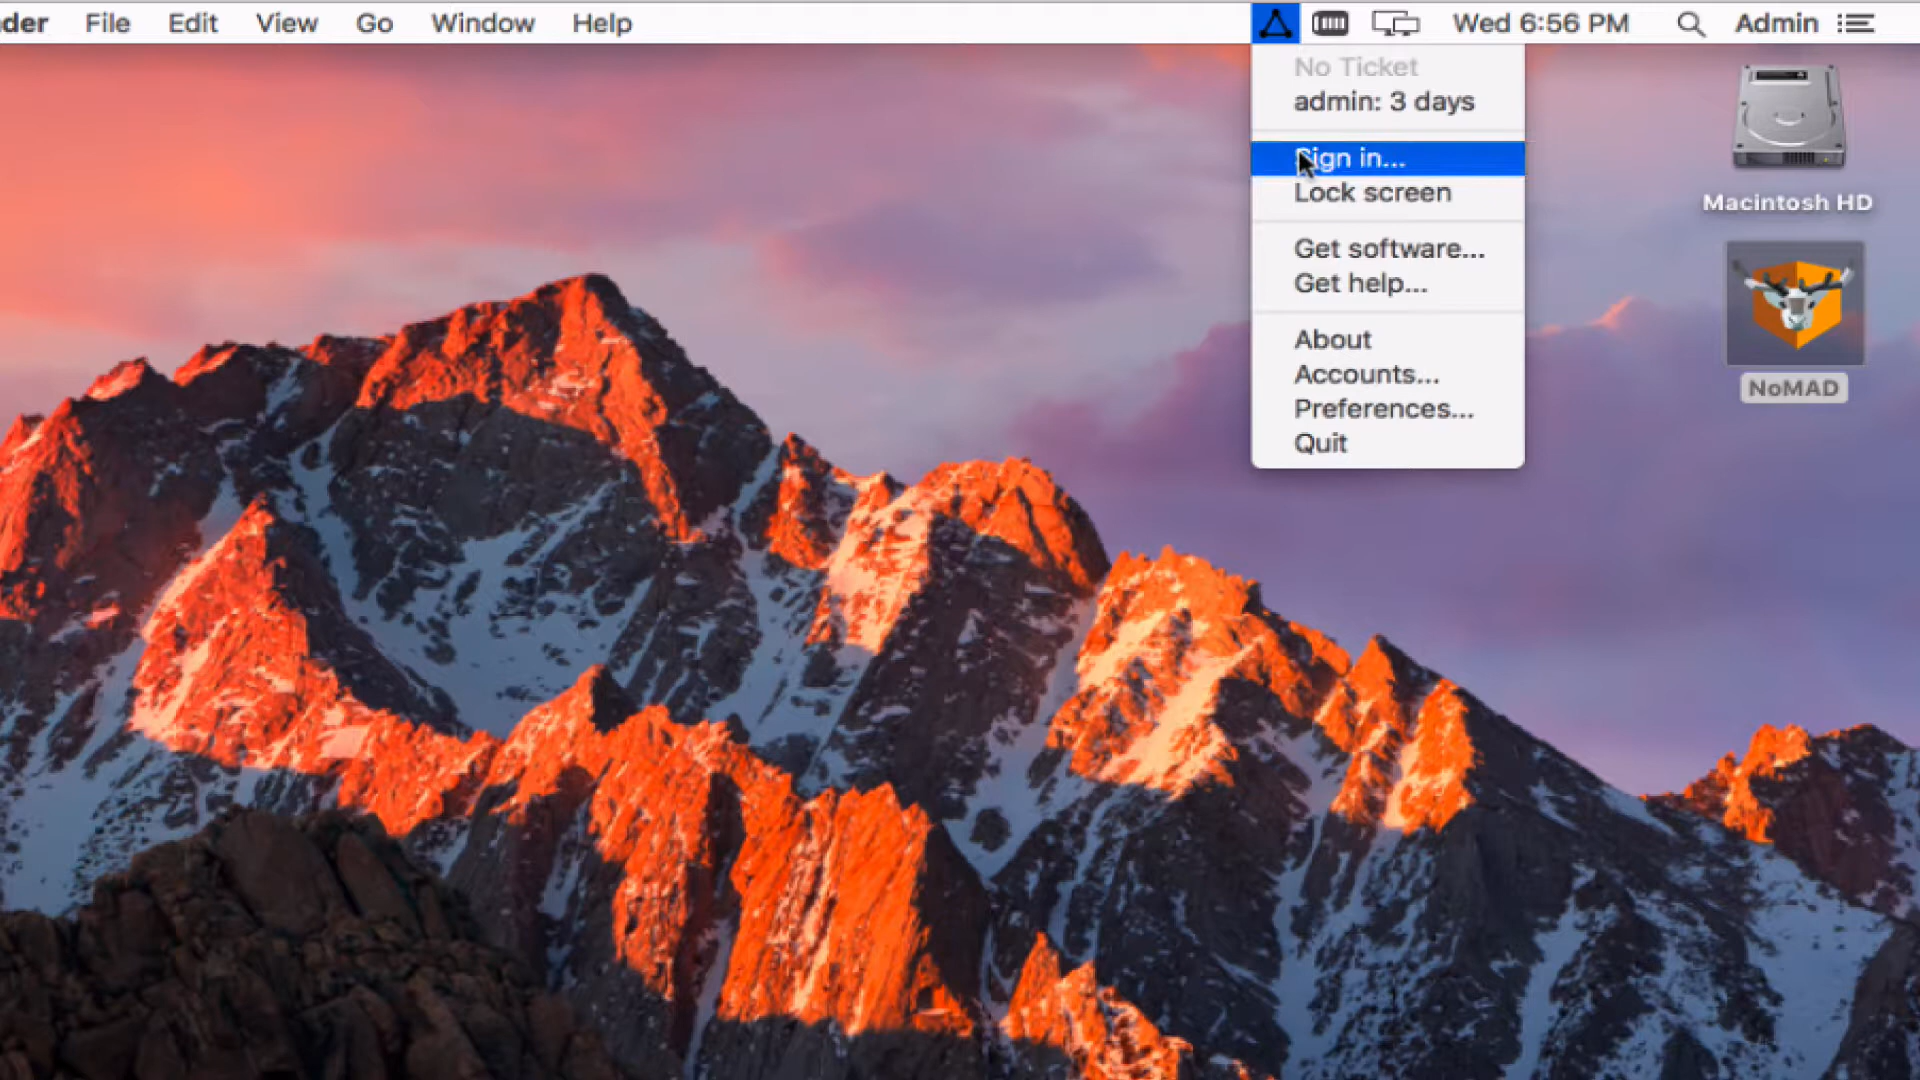 File Edit View Go Window Help Wed 6:56 PM Admin
No Ticket
admin: 3 days
Sign in...
Lock screen
Get software...
Get help...
About
Accounts...
Preferences...
Quit
Macintosh HD
NoMAD